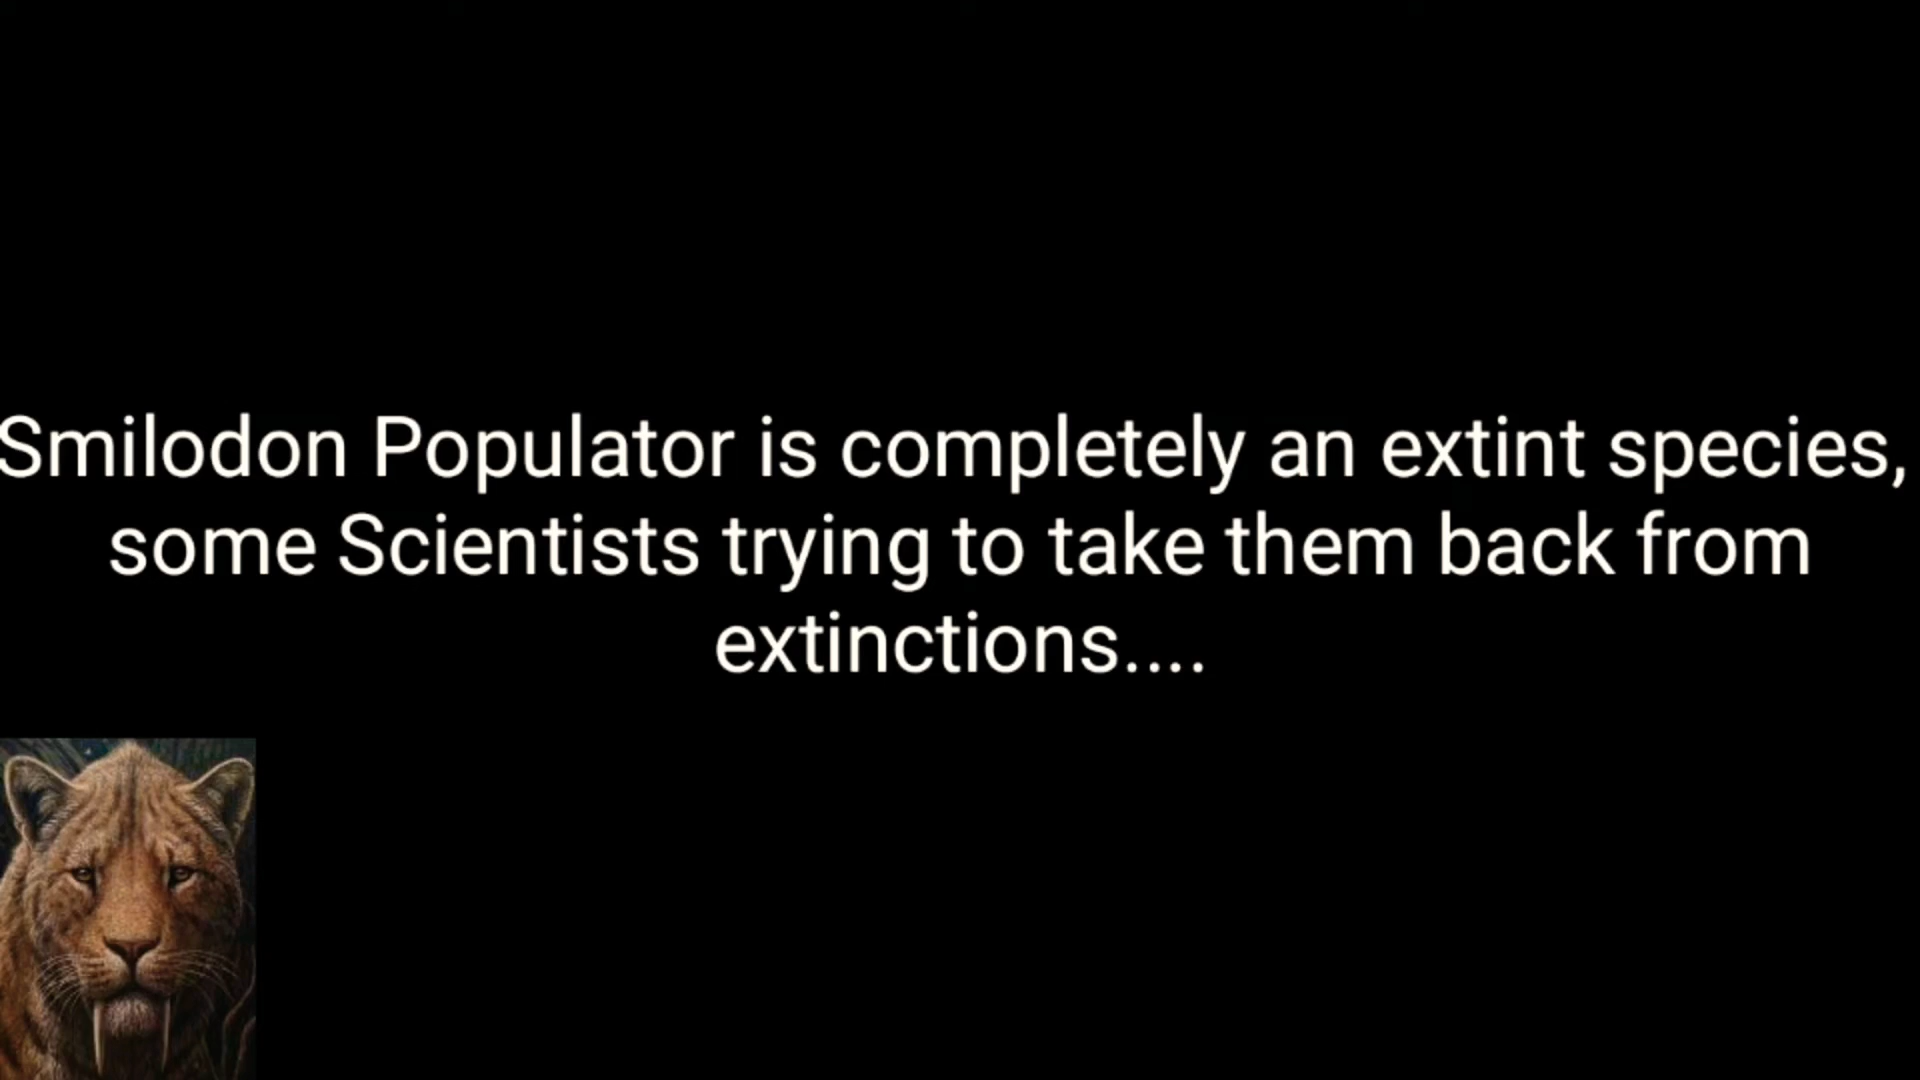 Smilodon Populator is completely an extint species,
some Scientists trying to take them back from
extinctions....